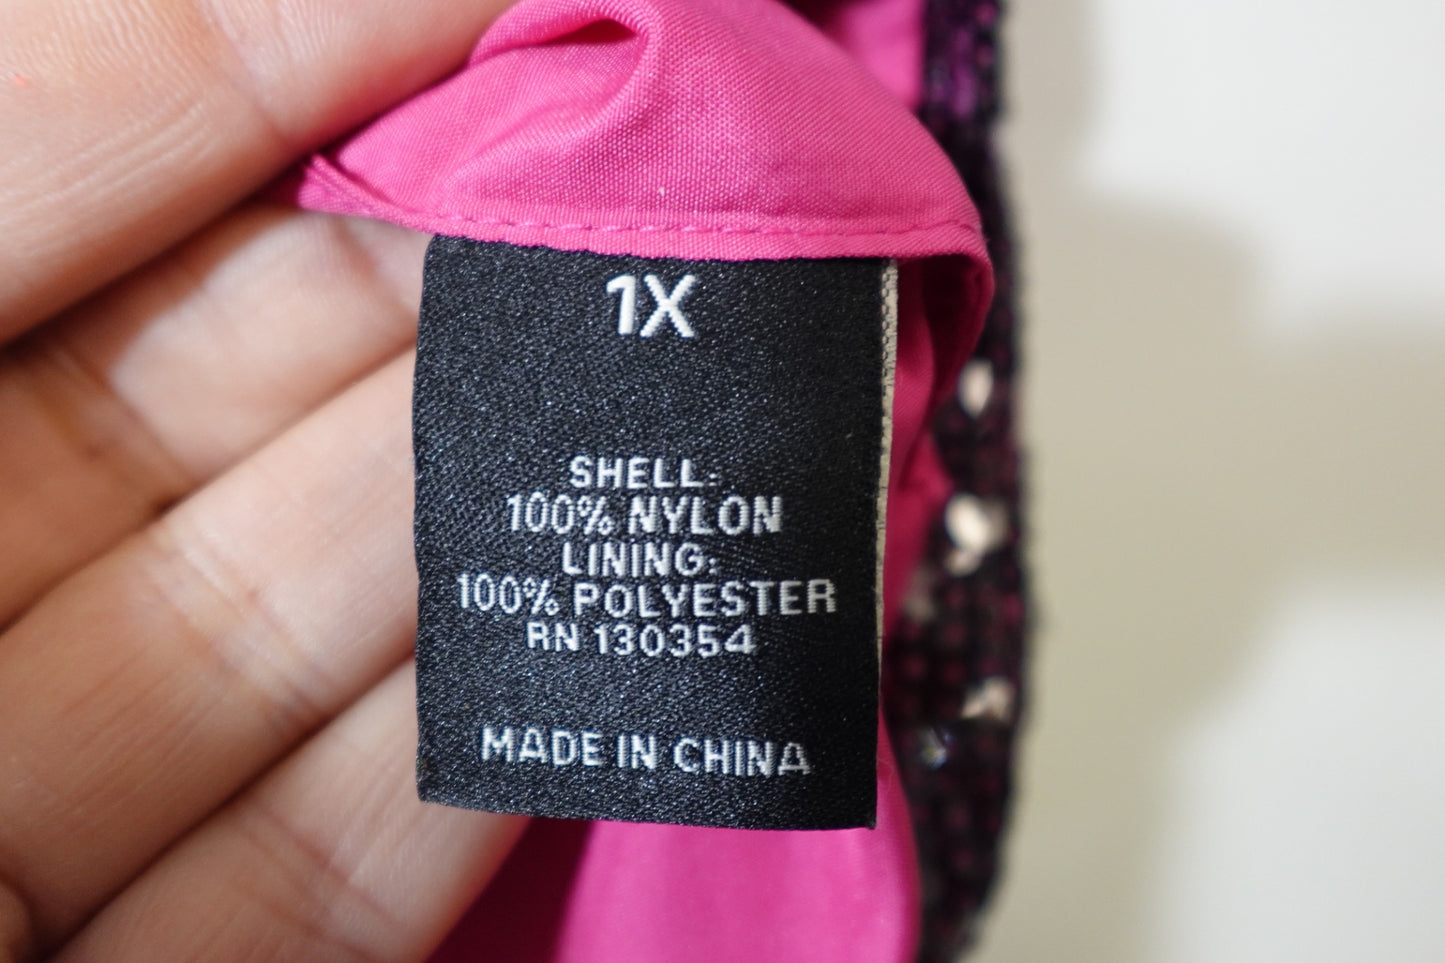 1X
SHELL:
100% NYLON
LINING:
100% POLYESTER
RN 130354
MADE IN CHINA